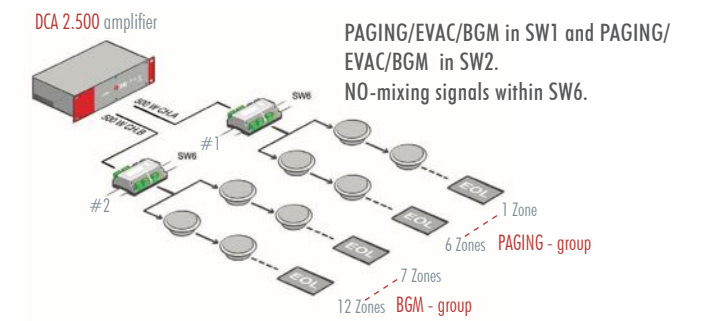 DCA 2.500 amplifier
PAGING/EVAC/BGM in SW1 and PAGING/
EVAC/BGM in SW2.
NO-mixing signals within SW6.
500 W CH.A
500 W CH.B
SW6
#1
SW6
#2
EOL
EOL
EOL
EOL
1 Zone
6 Zones PAGING - group
7 Zones
12 Zones BGM - group